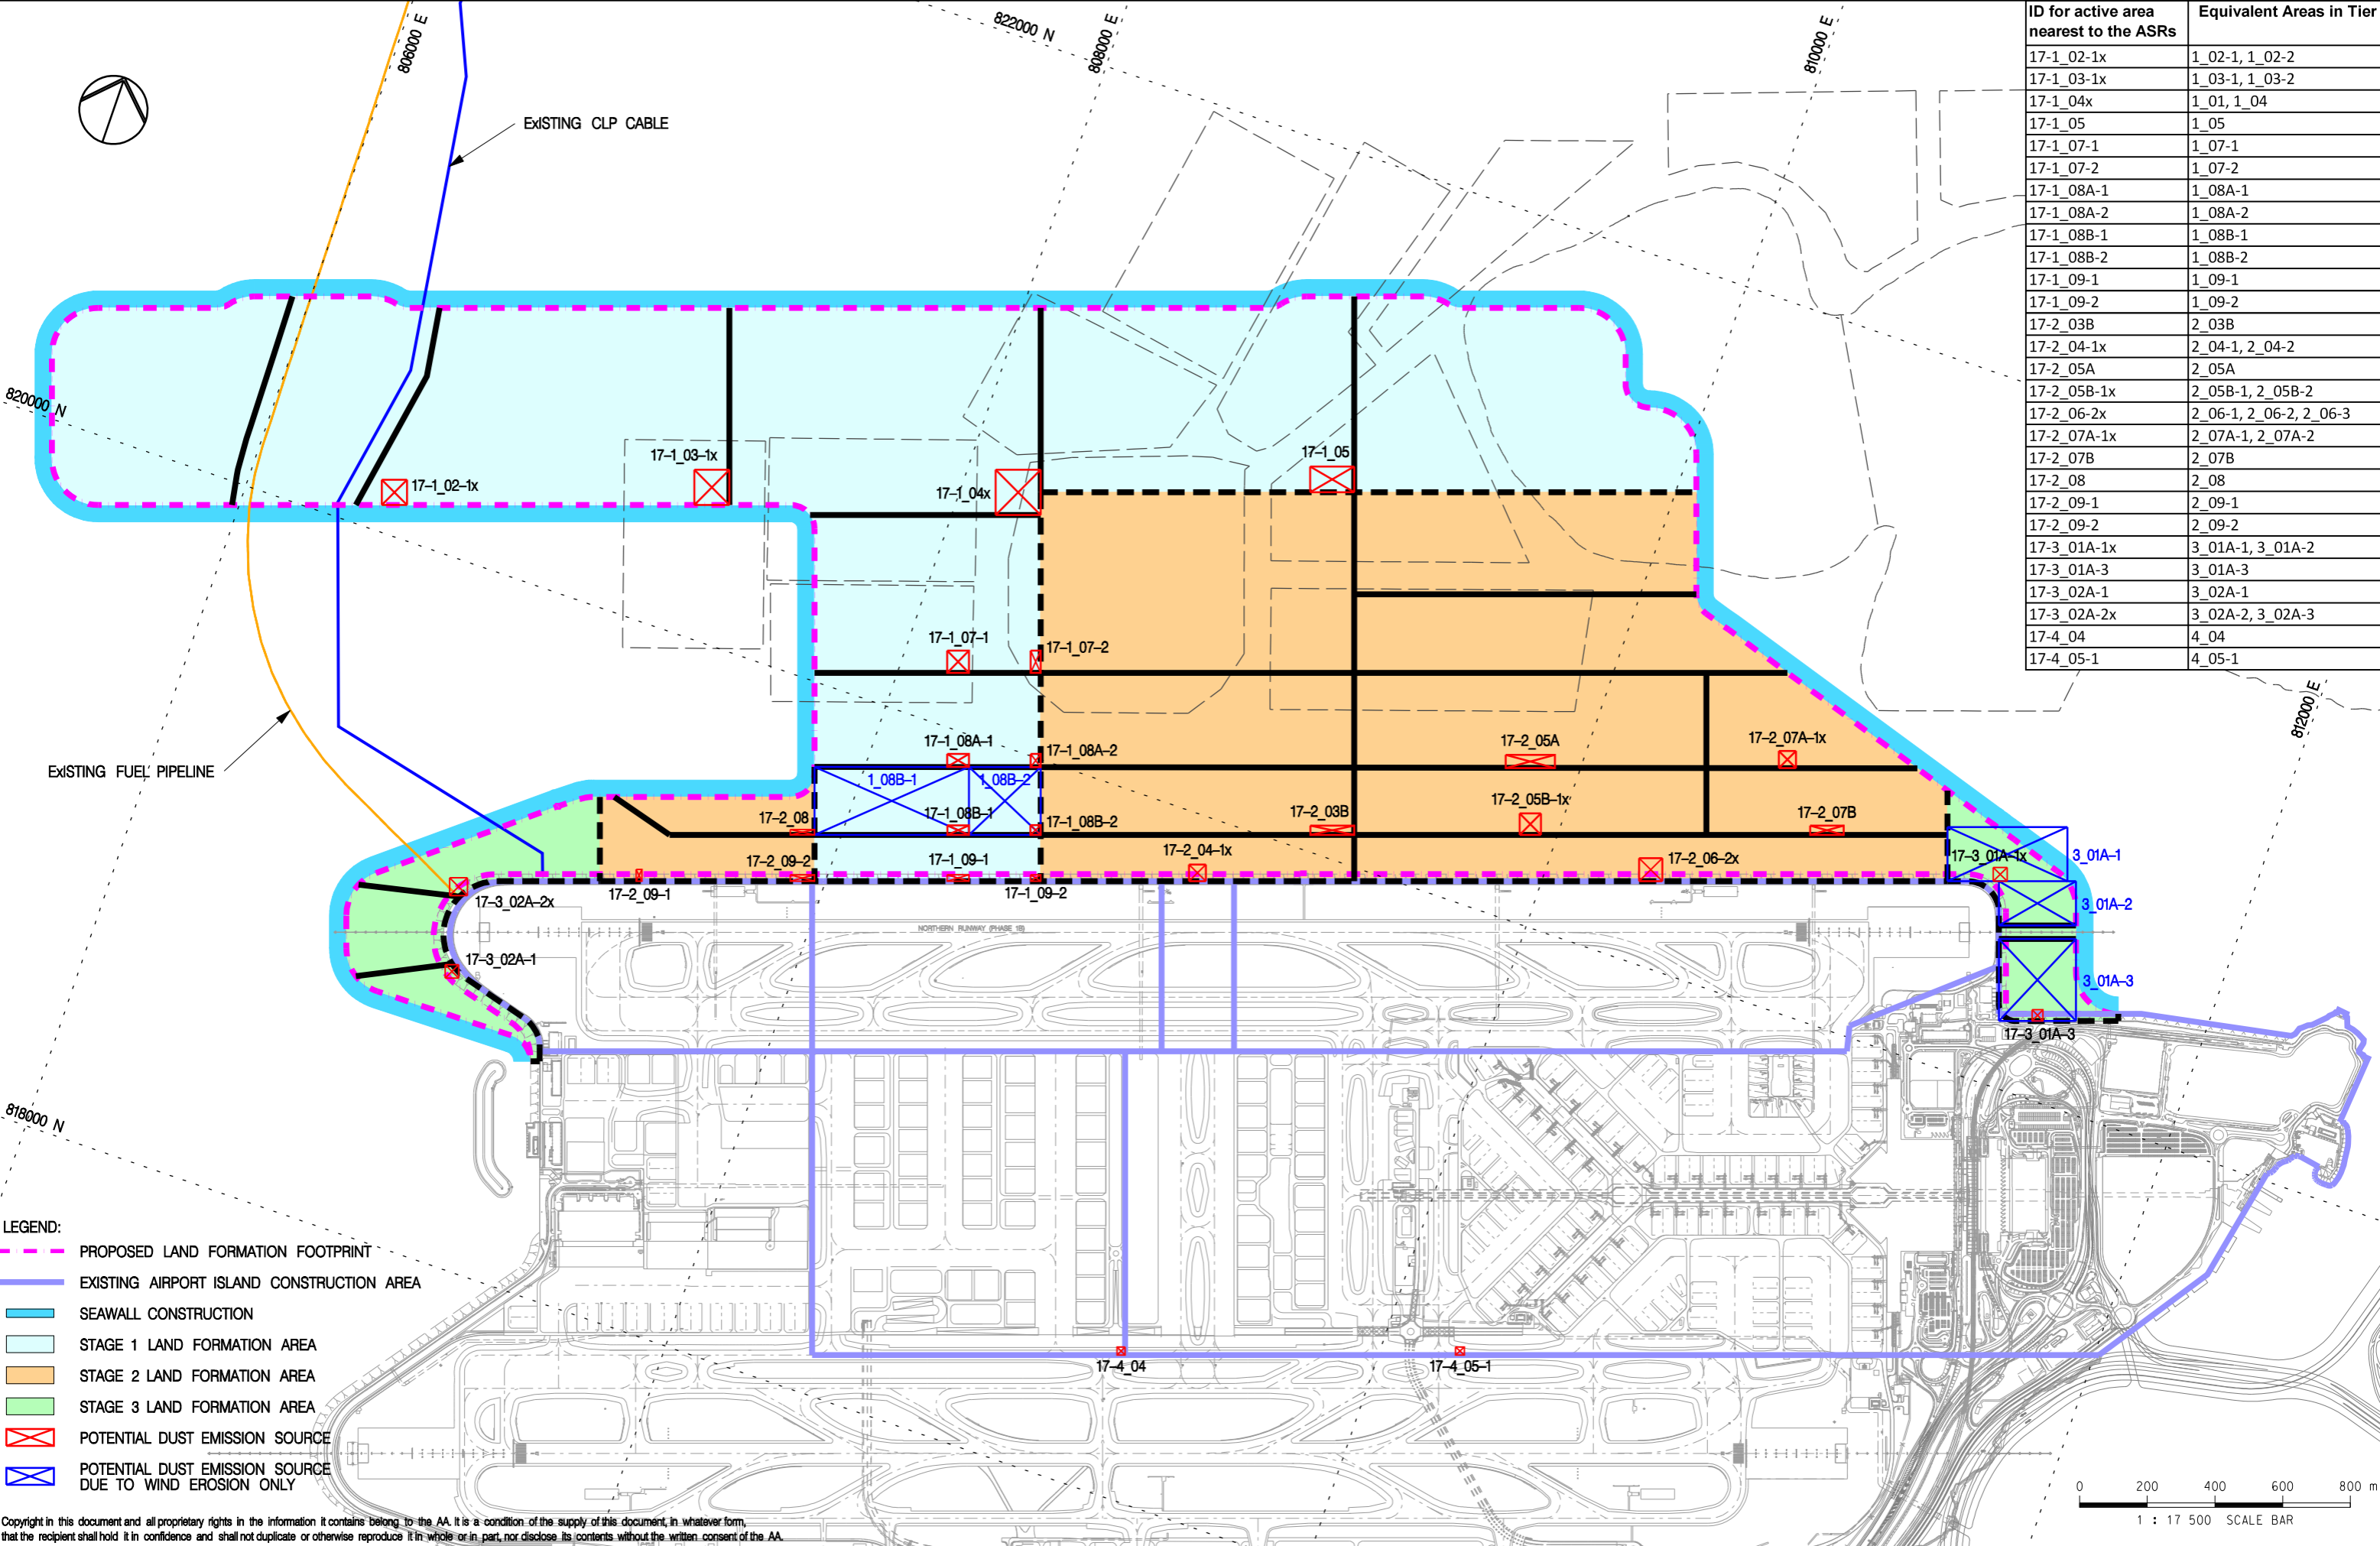 806000 E
822000 N
808000 E
810000 E
ID for active area nearest to the ASRs | Equivalent Areas in Tier
17-1_02-1x | 1_02-1, 1_02-2
17-1_03-1x | 1_03-1, 1_03-2
17-1_04x | 1_01, 1_04
17-1_05 | 1_05
17-1_07-1 | 1_07-1
17-1_07-2 | 1_07-2
17-1_08A-1 | 1_08A-1
17-1_08A-2 | 1_08A-2
17-1_08B-1 | 1_08B-1
17-1_08B-2 | 1_08B-2
17-1_09-1 | 1_09-1
17-1_09-2 | 1_09-2
17-2_03B | 2_03B
17-2_04-1x | 2_04-1, 2_04-2
17-2_05A | 2_05A
17-2_05B-1x | 2_05B-1, 2_05B-2
17-2_06-2x | 2_06-1, 2_06-2, 2_06-3
17-2_07A-1x | 2_07A-1, 2_07A-2
17-2_07B | 2_07B
17-2_08 | 2_08
17-2_09-1 | 2_09-1
17-2_09-2 | 2_09-2
17-3_01A-1x | 3_01A-1, 3_01A-2
17-3_01A-3 | 3_01A-3
17-3_02A-1 | 3_02A-1
17-3_02A-2x | 3_02A-2, 3_02A-3
17-4_04 | 4_04
17-4_05-1 | 4_05-1
EXISTING CLP CABLE
820000 N
17-1_03-1x
17-1_05
17-1_02-1x
17-1_04x
17-1_07-1
17-1_07-2
812000 E
17-1_08A-1
17-1_08A-2
17-2_05A
17-2_07A-1x
EXISTING FUEL PIPELINE
1_08B-1
1_08B-2
17-2_05B-1x
17-2_08
17-1_08B-1
17-1_08B-2
17-2_03B
17-2_07B
17-2_09-2
17-1_09-1
17-2_04-1x
17-2_06-2x
17-3_01A-1x
3_01A-1
17-3_02A-2x
17-2_09-1
17-1_09-2
3_01A-2
NORTHERN RUNWAY (PHASE 1B)
17-3_02A-1
3_01A-3
17-3_01A-3
818000 N
LEGEND:
PROPOSED LAND FORMATION FOOTPRINT
EXISTING AIRPORT ISLAND CONSTRUCTION AREA
SEAWALL CONSTRUCTION
STAGE 1 LAND FORMATION AREA
STAGE 2 LAND FORMATION AREA
STAGE 3 LAND FORMATION AREA
POTENTIAL DUST EMISSION SOURCE
POTENTIAL DUST EMISSION SOURCE
DUE TO WIND EROSION ONLY
17-4_04
17-4_05-1
0 200 400 600 800 m
1 : 17 500 SCALE BAR
Copyright in this document and all proprietary rights in the information it contains belong to the AA. It is a condition of the supply of this document, in whatever form,
that the recipient shall hold it in confidence and shall not duplicate or otherwise reproduce it in whole or in part, nor disclose its contents without the written consent of the AA.